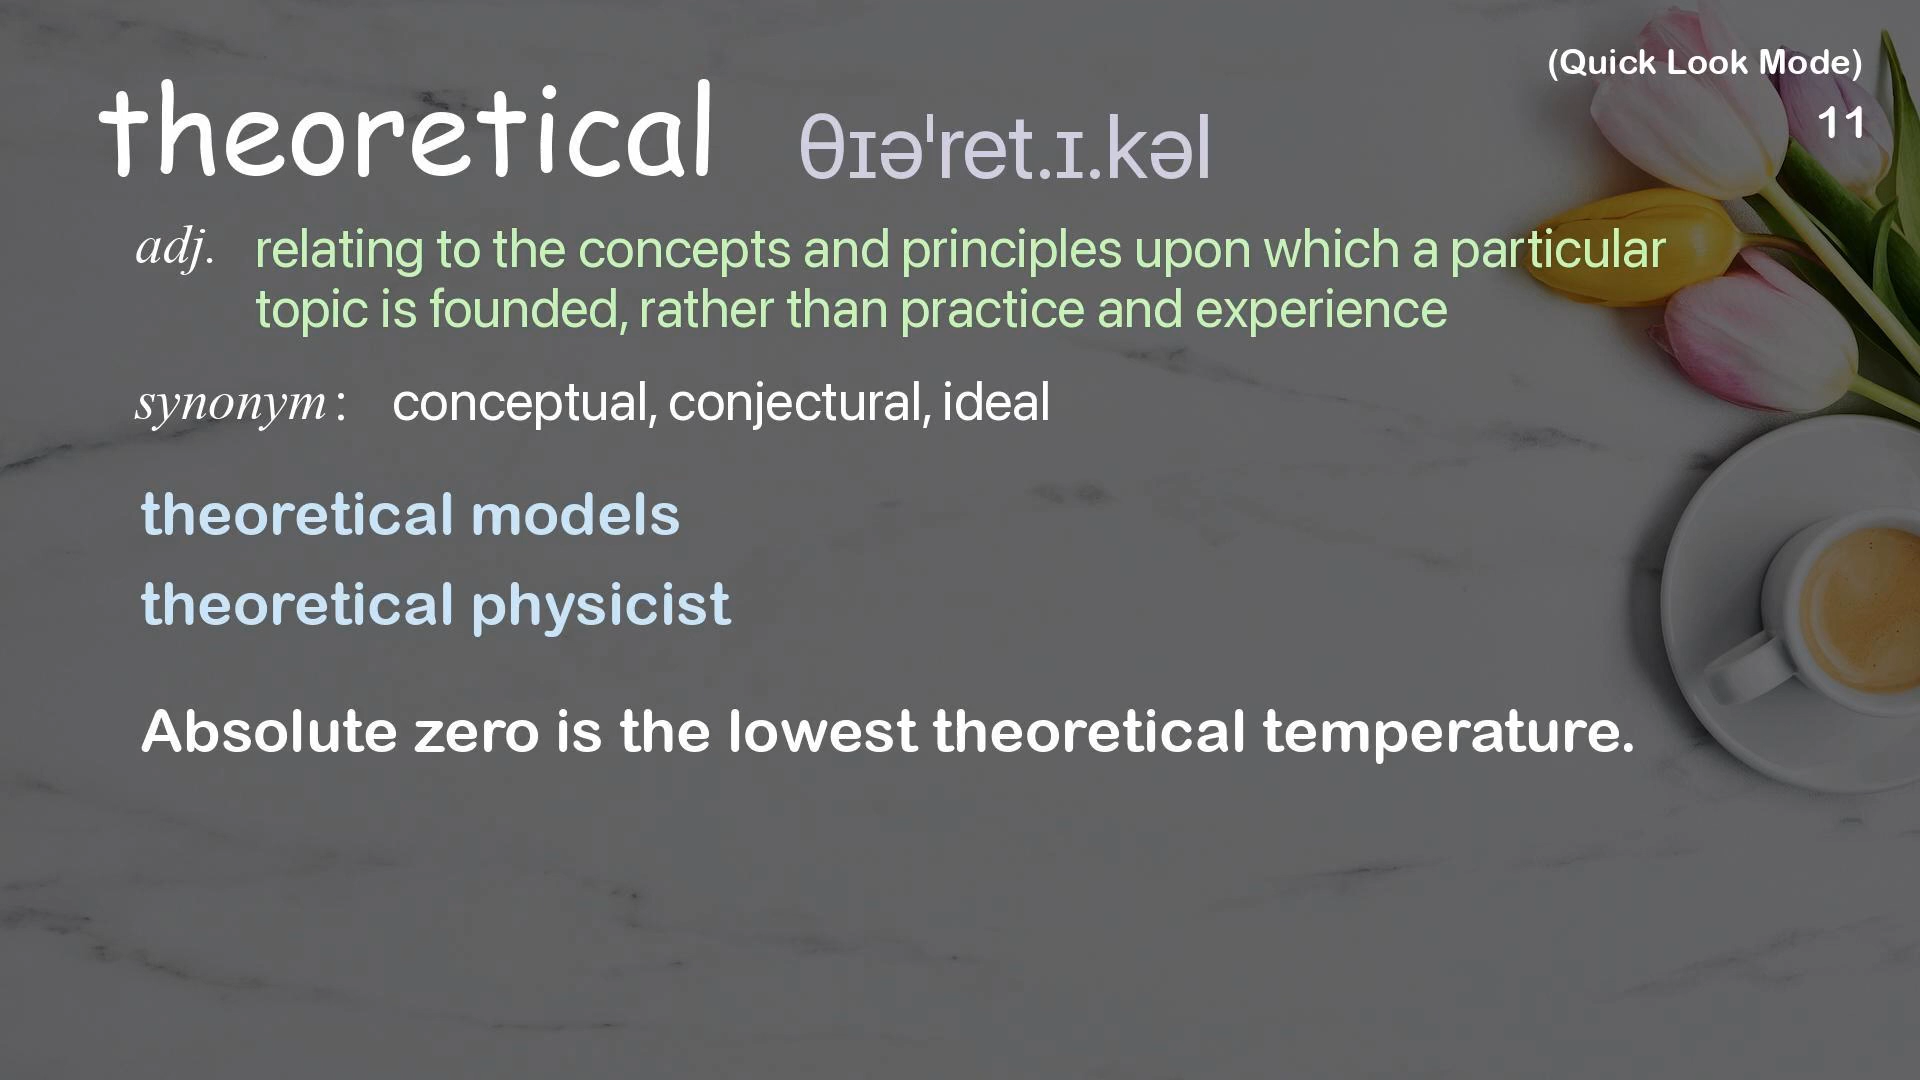 (Quick Look Mode)
11
theoretical θɪəˈret.ɪ.kəl
adj. relating to the concepts and principles upon which a particular
topic is founded, rather than practice and experience
synonym : conceptual, conjectural, ideal
theoretical models
theoretical physicist
Absolute zero is the lowest theoretical temperature.